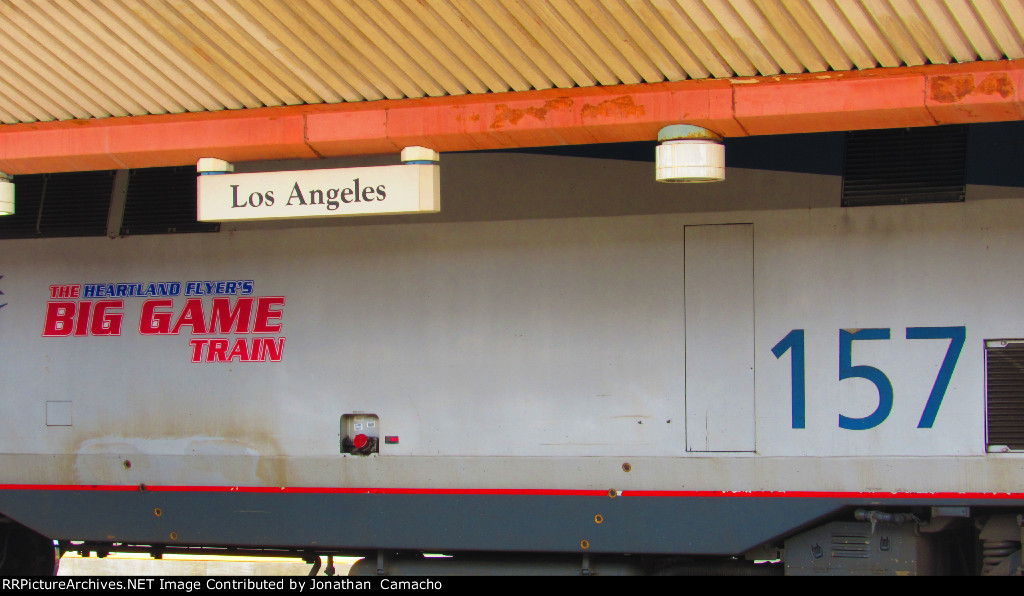 Los Angeles
THE HEARTLAND FLYER'S
BIG GAME
TRAIN
157
RRPictureArchives.NET Image Contributed by Jonathan Camacho